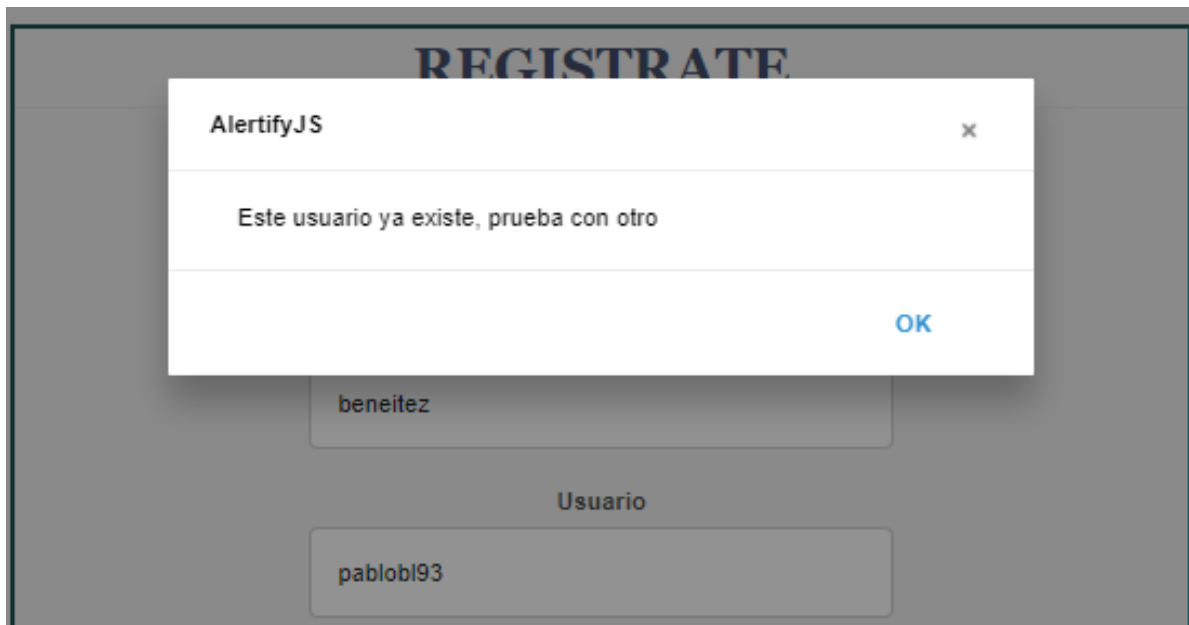 REGISTRATE
AlertifyJS
×
Este usuario ya existe, prueba con otro
OK
beneitez
Usuario
pablobl93